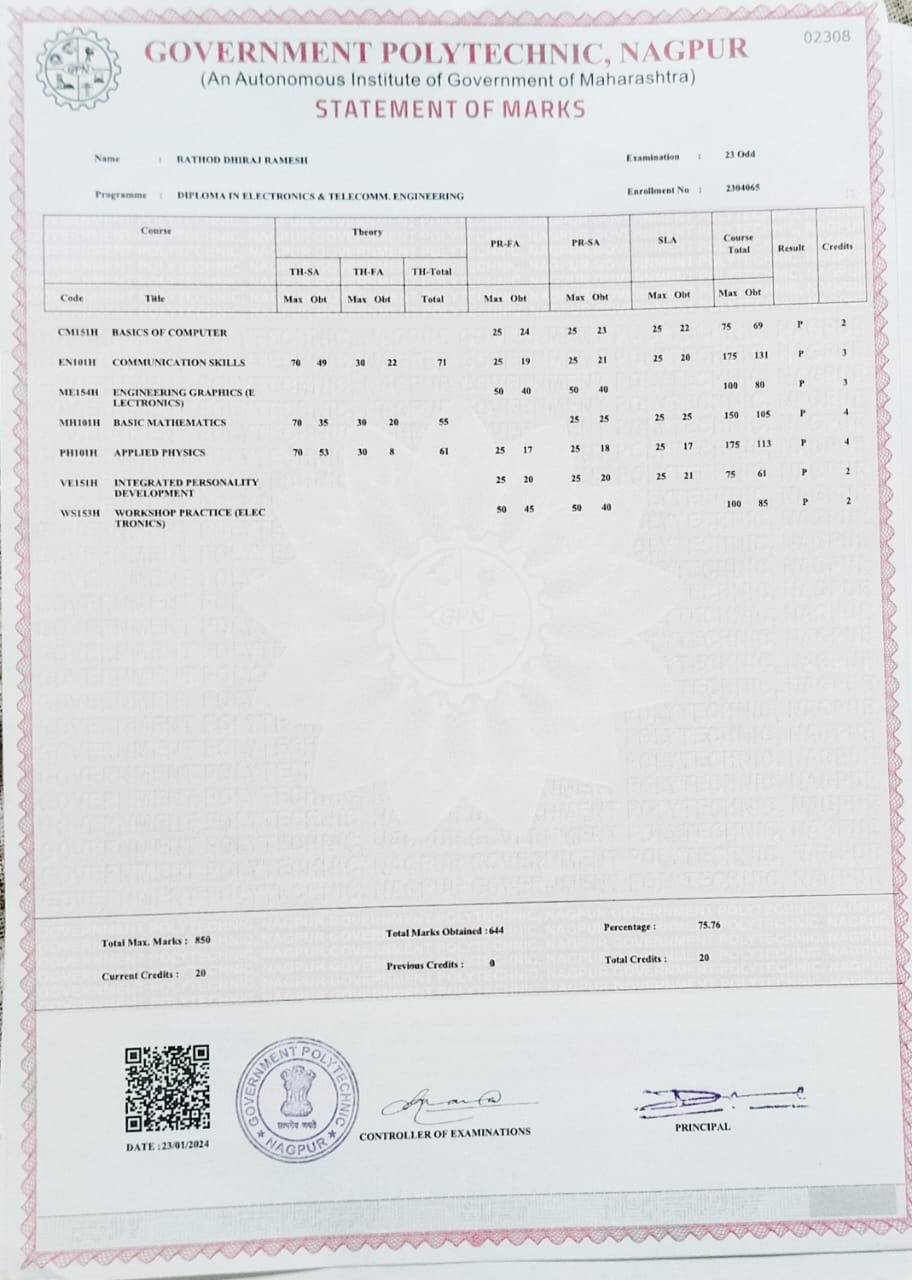 02308
GPN
GOVERNMENT POLYTECHNIC, NAGPUR
(An Autonomous Institute of Government of Maharashtra)
STATEMENT OF MARKS
Name : RATHOD DHIRAJ RAMESH Examination : 23 Odd
Programme : DIPLOMA IN ELECTRONICS & TELECOMM. ENGINEERING Enrollment No : 2304065
Course Theory PR-FA PR-SA SLA Course Total Result Credits
TH-SA TH-FA TH-Total
Code Title Max Obt Max Obt Total Max Obt Max Obt Max Obt Max Obt
CM151H BASICS OF COMPUTER 25 24 25 23 25 22 75 69 P 2
EN101H COMMUNICATION SKILLS 70 49 30 22 71 25 19 25 21 25 20 175 131 P 3
ME154H ENGINEERING GRAPHICS (E 50 40 50 40 100 80 P 3
LECTRONICS)
MH101H BASIC MATHEMATICS 70 35 30 20 55 25 25 25 25 150 105 P 4
PH101H APPLIED PHYSICS 70 53 30 8 61 25 17 25 18 25 17 175 113 P 4
VE151H INTEGRATED PERSONALITY 25 20 25 20 25 21 75 61 P 2
DEVELOPMENT
WS153H WORKSHOP PRACTICE (ELEC 50 45 50 40 100 85 P 2
TRONICS)
GPN
Total Max. Marks : 850 Total Marks Obtained :644 Percentage : 75.76
Current Credits : 20 Previous Credits : 0 Total Credits : 20
GOVERNMENT POLYTECHNIC
सत्यमेव जयते
NAGPUR
DATE :23/01/2024 CONTROLLER OF EXAMINATIONS PRINCIPAL